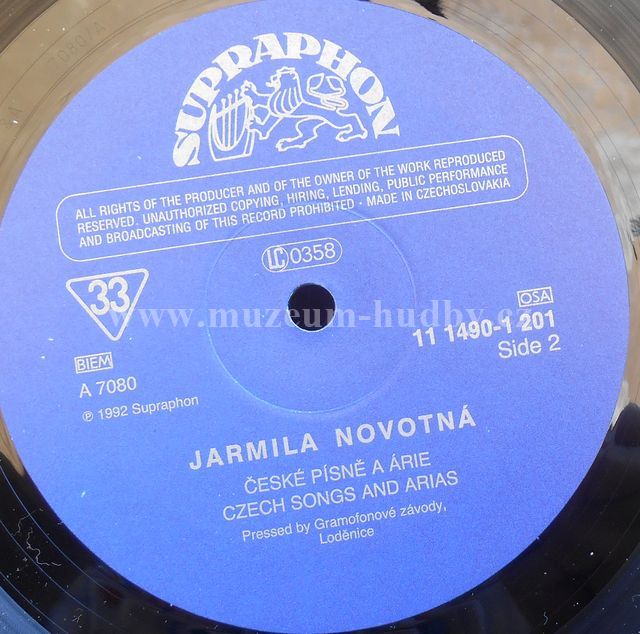 SUPRAPHON
ALL RIGHTS OF THE PRODUCER AND OF THE OWNER OF THE WORK REPRODUCED
RESERVED. UNAUTHORIZED COPYING, HIRING, LENDING, PUBLIC PERFORMANCE
AND BROADCASTING OF THIS RECORD PROHIBITED - MADE IN CZECHOSLOVAKIA
LC 0358
33
www.muzeum-hudby.cz
OSA
11 1490-1 201
Side 2
BIEM
A 7080
℗ 1992 Supraphon
JARMILA NOVOTNÁ
ČESKÉ PÍSNĚ A ÁRIE
CZECH SONGS AND ARIAS
Pressed by Gramofonové závody,
Loděnice